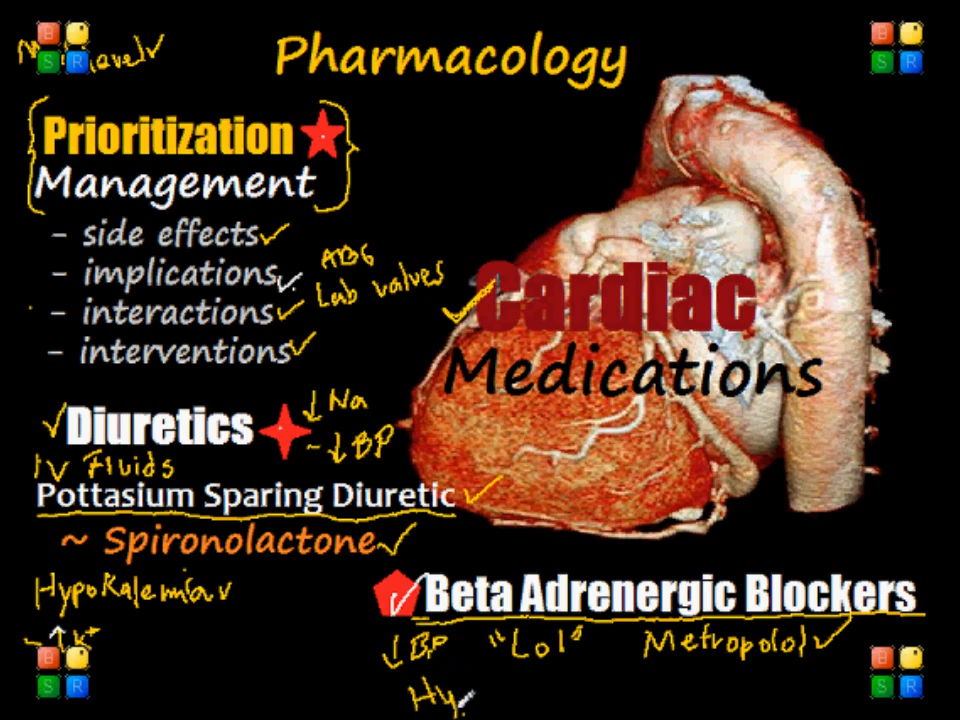 Pharmacology
Prioritization
Management
- side effects
- implications
ABG
Lab values
- interactions
- interventions
Cardiac
Medications
Diuretics
↓ Na
- ↓ BP
IV Fluids
Pottasium Sparing Diuretic
~ Spironolactone
Hypokalemia
- ↑ K+
Beta Adrenergic Blockers
↓ BP "Lol" Metropolol
Hy
B
S R
B
S R
B
S R
B
S R